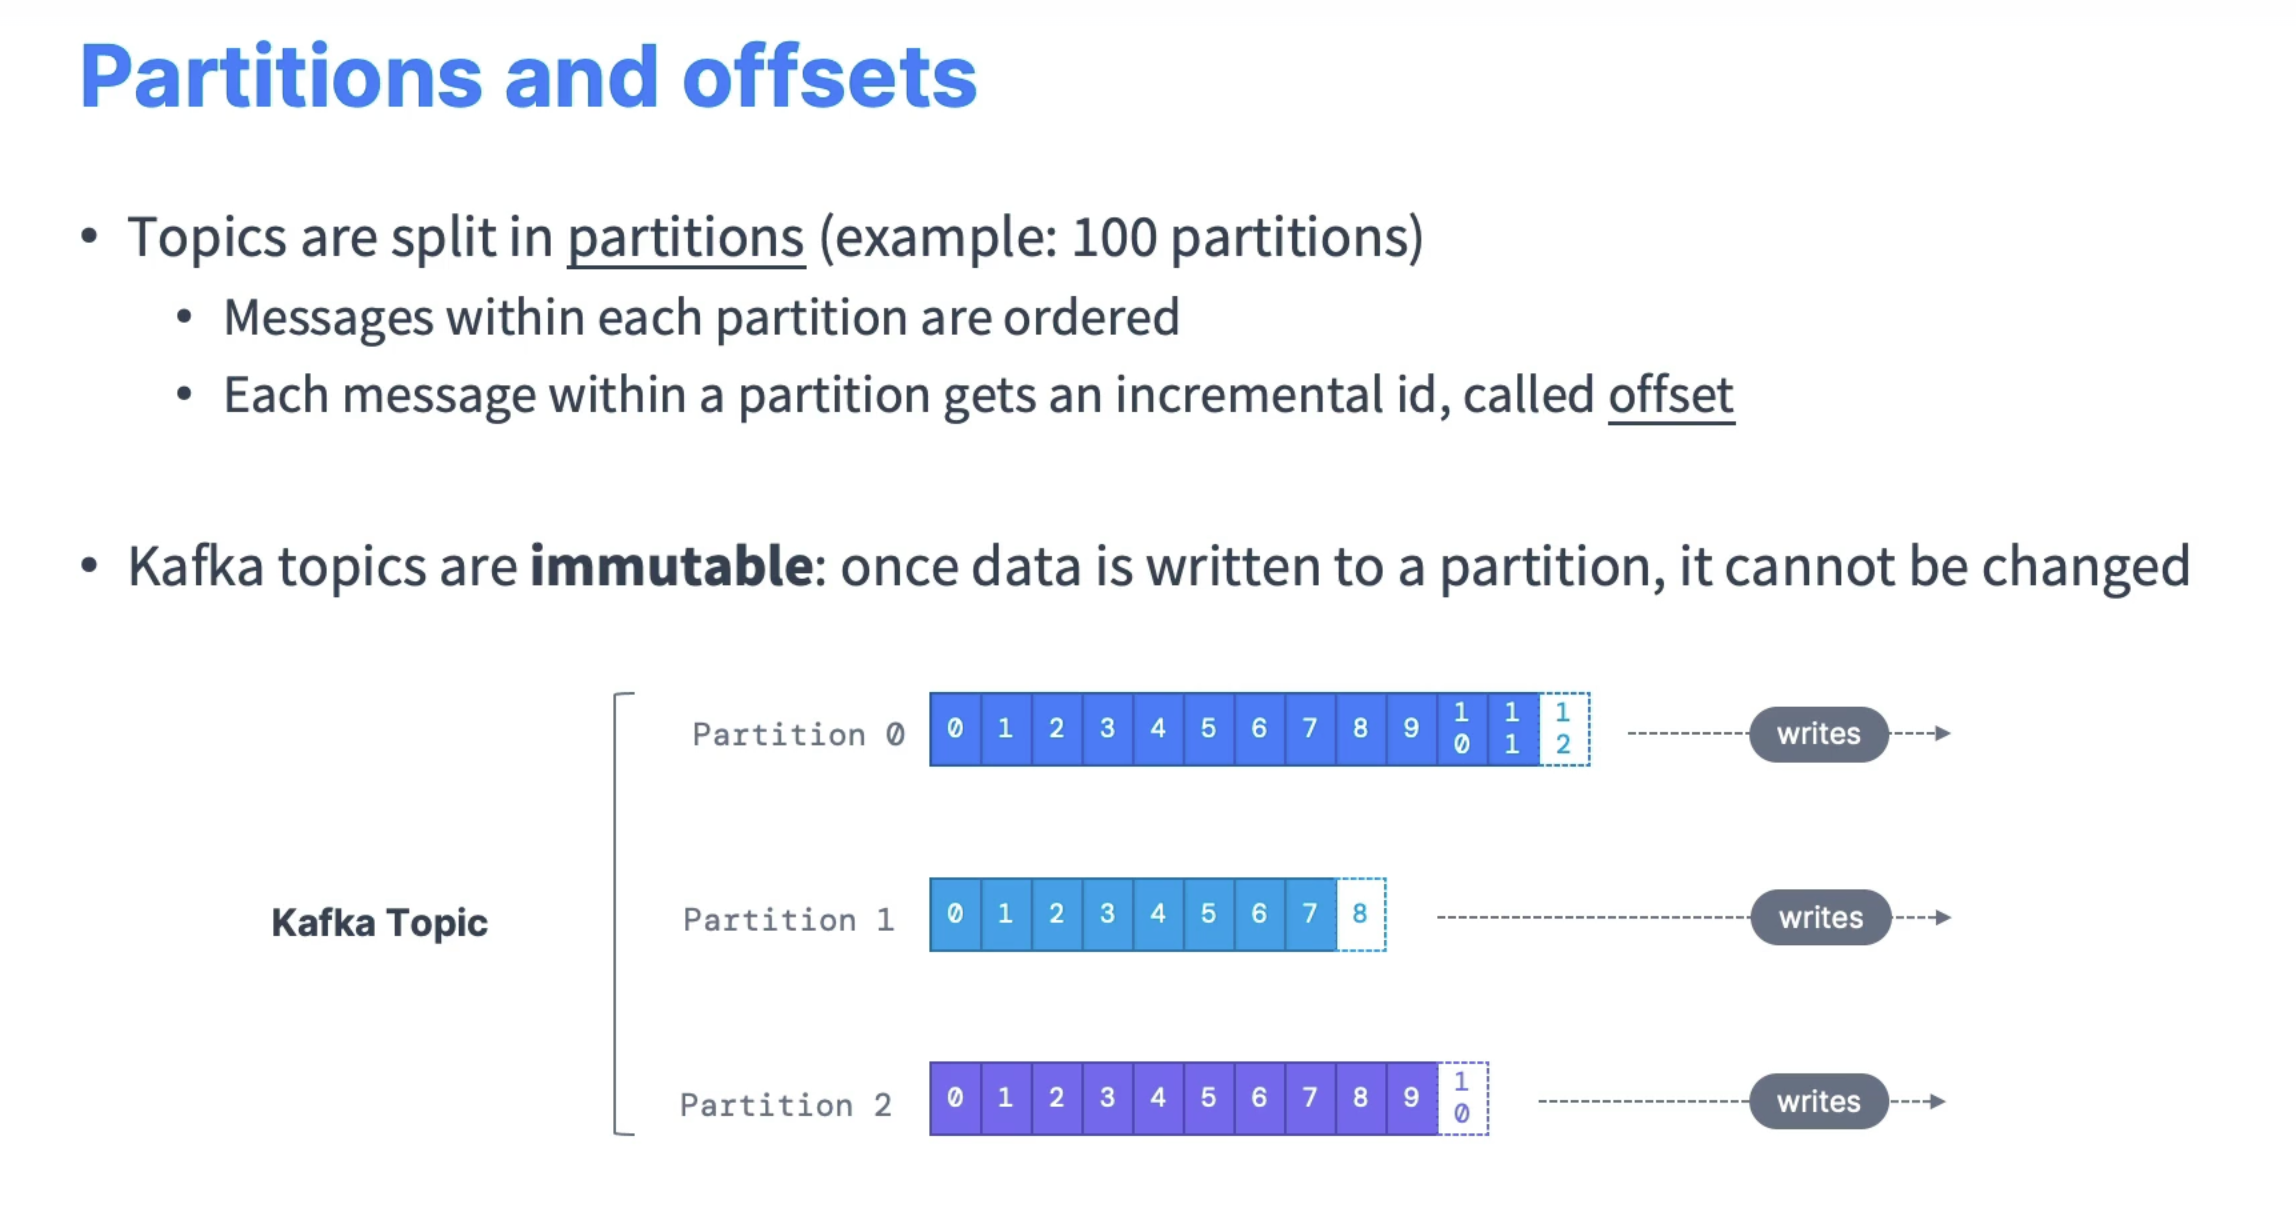 Partitions and offsets
• Topics are split in partitions (example: 100 partitions)
• Messages within each partition are ordered
• Each message within a partition gets an incremental id, called offset
• Kafka topics are immutable: once data is written to a partition, it cannot be changed
Partition 0 0 1 2 3 4 5 6 7 8 9 10 11 12 writes
Kafka Topic
Partition 1 0 1 2 3 4 5 6 7 8 writes
Partition 2 0 1 2 3 4 5 6 7 8 9 10 writes